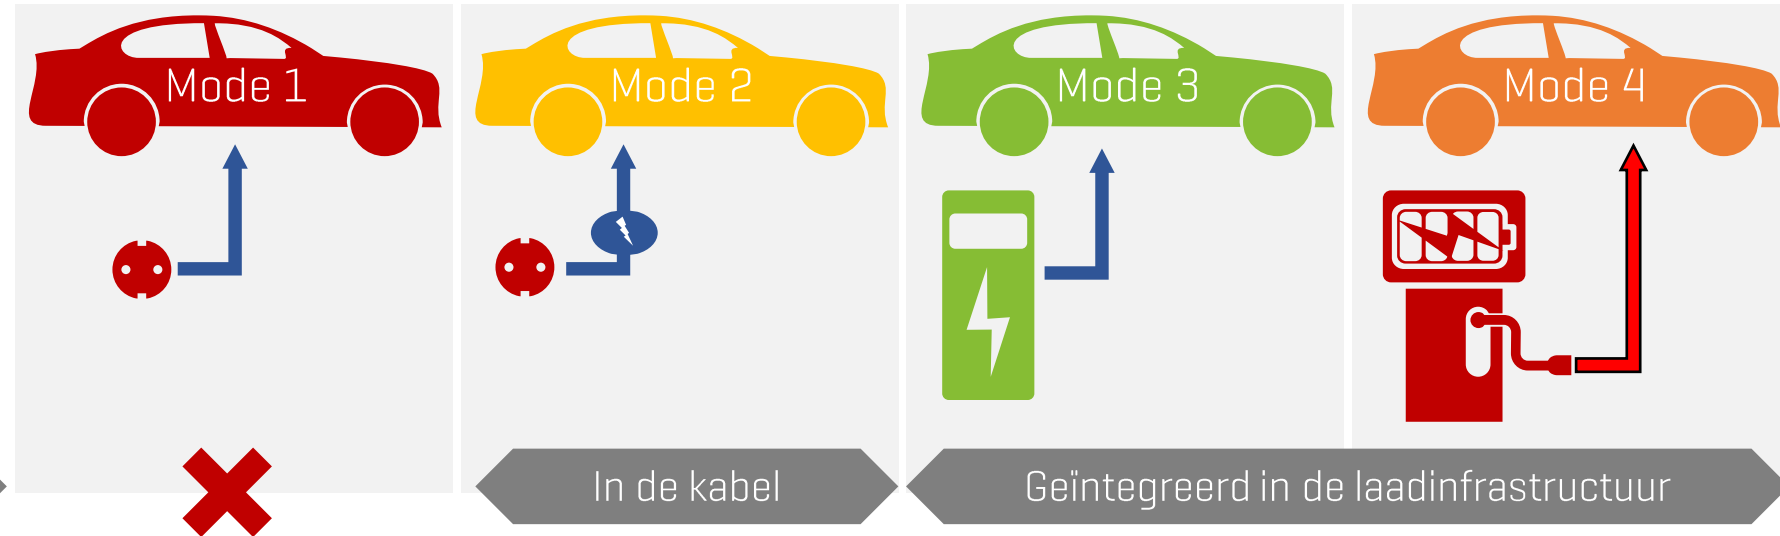 Mode 1
Mode 2
Mode 3
Mode 4
In de kabel
Geïntegreerd in de laadinfrastructuur